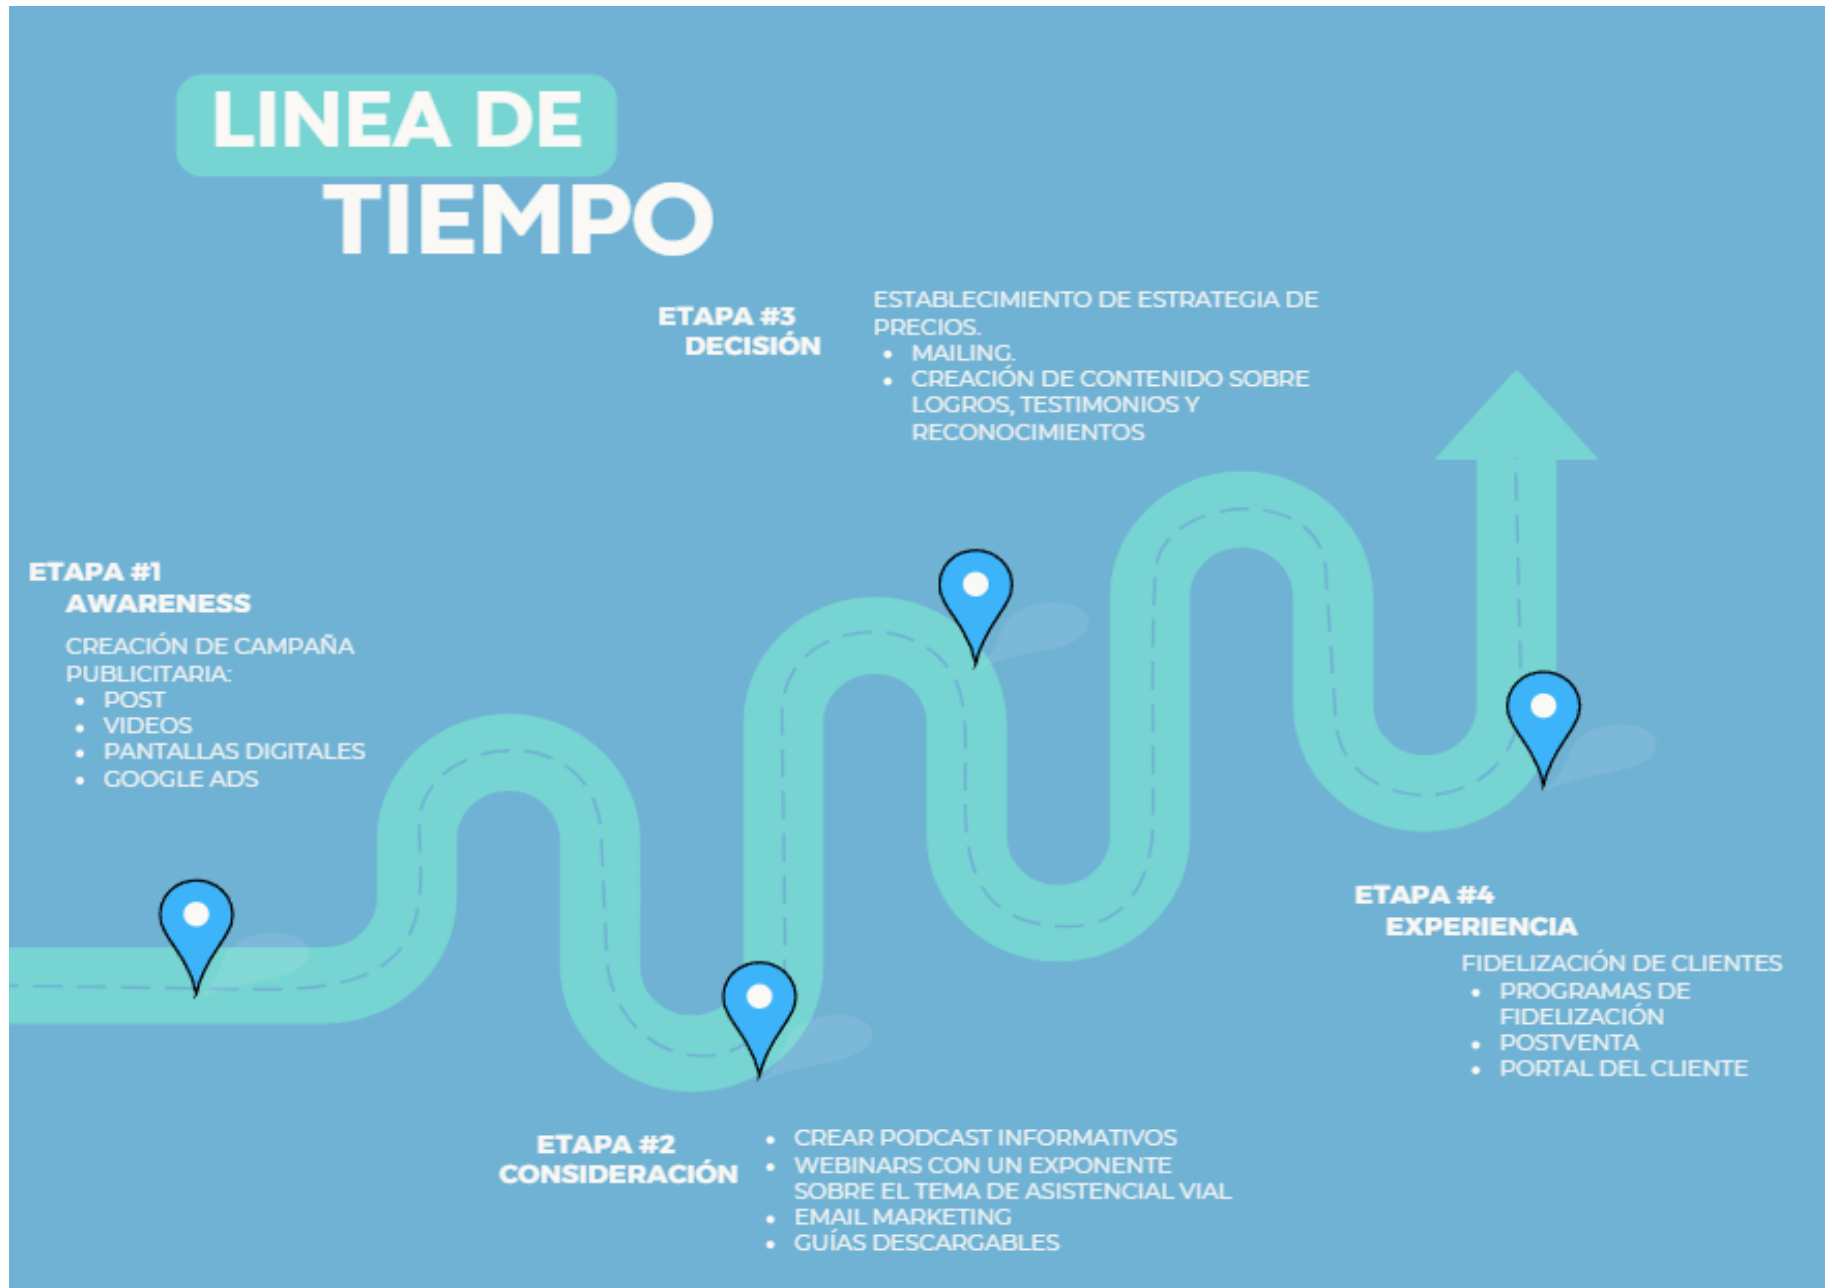 LINEA DE
TIEMPO
ETAPA #1
AWARENESS
CREACIÓN DE CAMPAÑA
PUBLICITARIA:
• POST
• VIDEOS
• PANTALLAS DIGITALES
• GOOGLE ADS
ETAPA #2
CONSIDERACIÓN
• CREAR PODCAST INFORMATIVOS
• WEBINARS CON UN EXPONENTE
SOBRE EL TEMA DE ASISTENCIAL VIAL
• EMAIL MARKETING
• GUÍAS DESCARGABLES
ETAPA #3
DECISIÓN
ESTABLECIMIENTO DE ESTRATEGIA DE
PRECIOS.
• MAILING.
• CREACIÓN DE CONTENIDO SOBRE
LOGROS, TESTIMONIOS Y
RECONOCIMIENTOS
ETAPA #4
EXPERIENCIA
FIDELIZACIÓN DE CLIENTES
• PROGRAMAS DE
FIDELIZACIÓN
• POSTVENTA
• PORTAL DEL CLIENTE